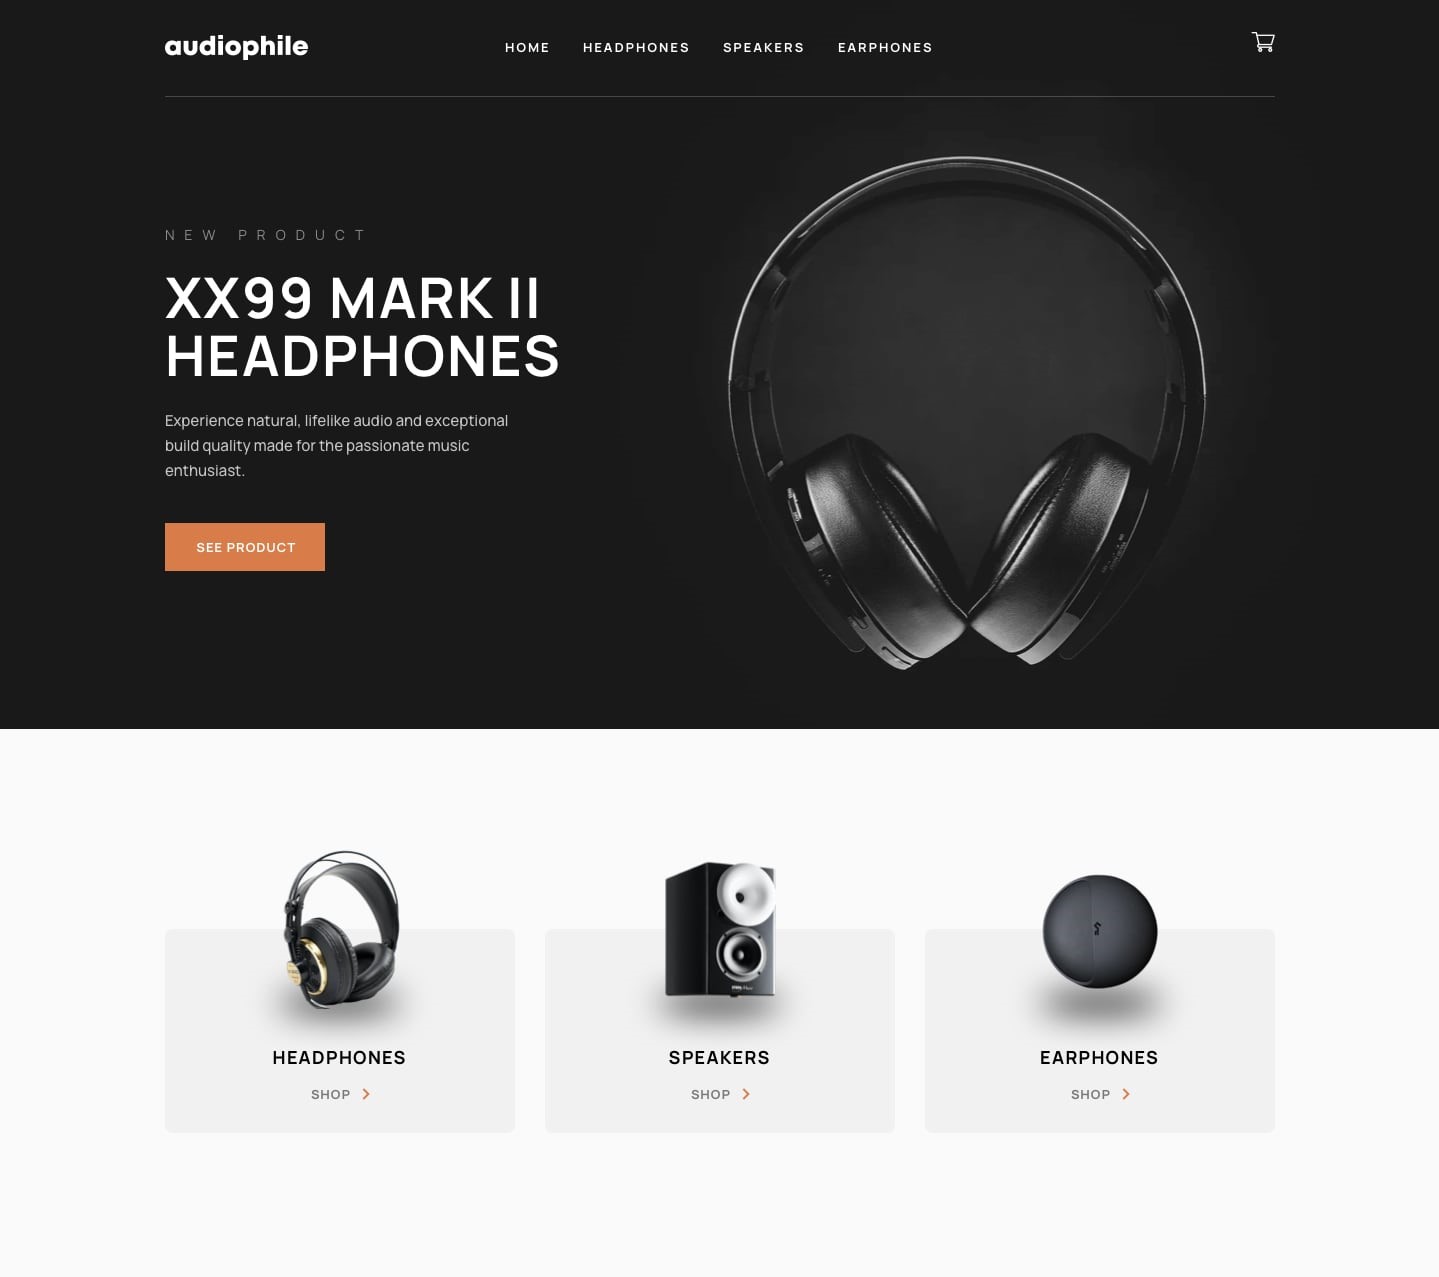 audiophile
HOME HEADPHONES SPEAKERS EARPHONES
NEW PRODUCT
XX99 MARK II
HEADPHONES
Experience natural, lifelike audio and exceptional
build quality made for the passionate music
enthusiast.
SEE PRODUCT
HEADPHONES
SHOP
SPEAKERS
SHOP
EARPHONES
SHOP